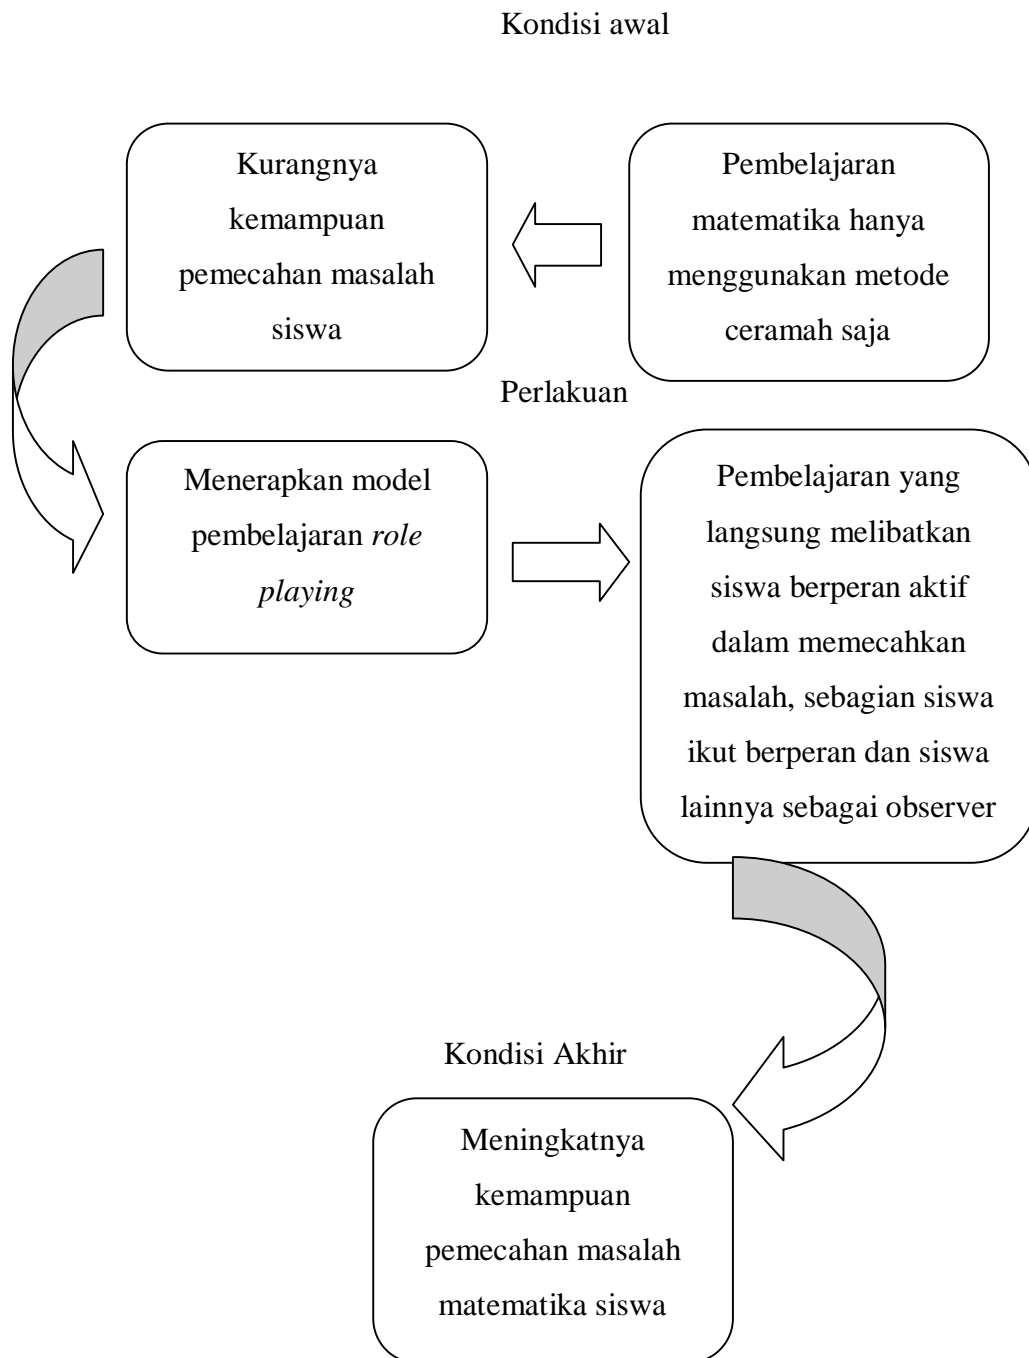 Kondisi awal
Kurangnya
kemampuan
pemecahan masalah
siswa
Pembelajaran
matematika hanya
menggunakan metode
ceramah saja
Perlakuan
Menerapkan model
pembelajaran role
playing
Pembelajaran yang
langsung melibatkan
siswa berperan aktif
dalam memecahkan
masalah, sebagian siswa
ikut berperan dan siswa
lainnya sebagai observer
Kondisi Akhir
Meningkatnya
kemampuan
pemecahan masalah
matematika siswa